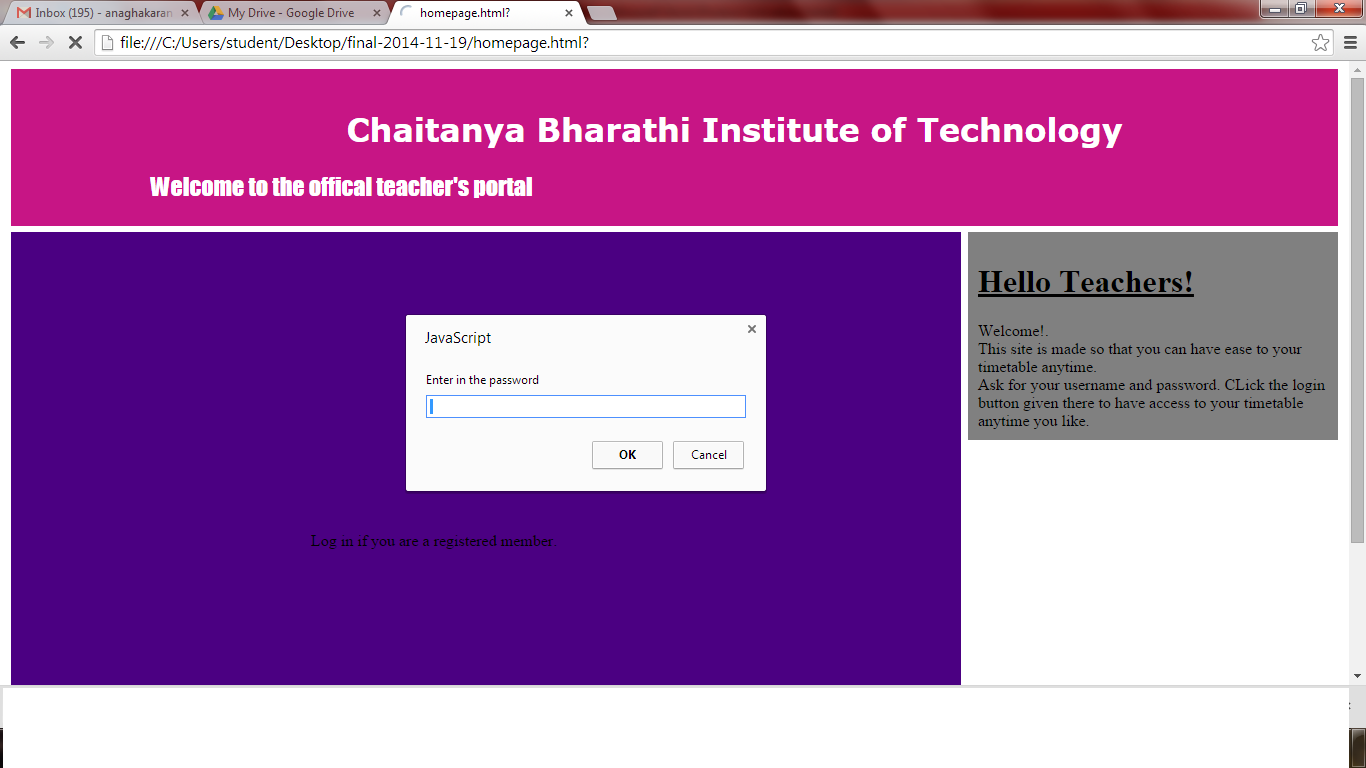 Inbox (195) - anaghakaran
My Drive - Google Drive
homepage.html?
file:///C:/Users/student/Desktop/final-2014-11-19/homepage.html?
Chaitanya Bharathi Institute of Technology
Welcome to the offical teacher's portal
JavaScript
Enter in the password
OK
Cancel
Log in if you are a registered member.
Hello Teachers!
Welcome!.
This site is made so that you can have ease to your
timetable anytime.
Ask for your username and password. CLick the login
button given there to have access to your timetable
anytime you like.